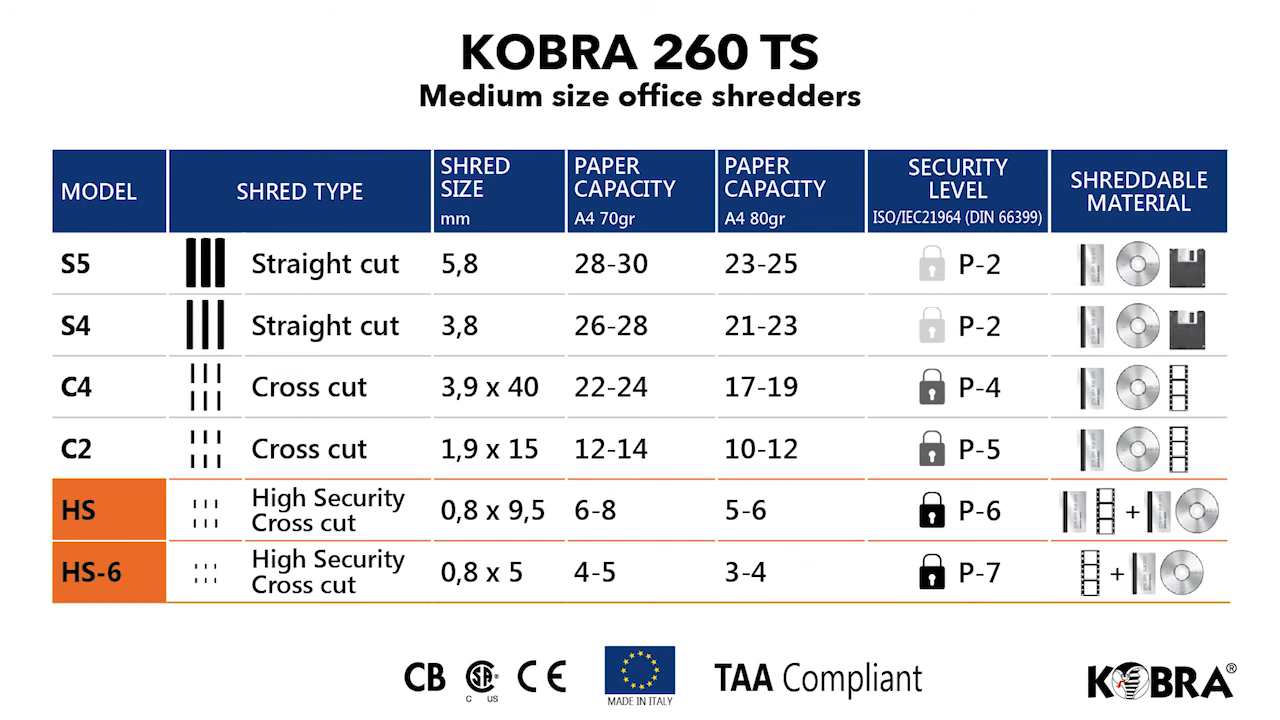 KOBRA 260 TS
Medium size office shredders
MODEL
SHRED TYPE
SHRED
SIZE
mm
PAPER
CAPACITY
A4 70gr
PAPER
CAPACITY
A4 80gr
SECURITY
LEVEL
ISO/IEC21964 (DIN 66399)
SHREDDABLE
MATERIAL
S5 Straight cut 5,8 28-30 23-25 P-2
S4 Straight cut 3,8 26-28 21-23 P-2
C4 Cross cut 3,9 x 40 22-24 17-19 P-4
C2 Cross cut 1,9 x 15 12-14 10-12 P-5
HS High Security
Cross cut 0,8 x 9,5 6-8 5-6 P-6 +
HS-6 High Security
Cross cut 0,8 x 5 4-5 3-4 P-7 +
CB SA® C US CE MADE IN ITALY TAA Compliant KOBRA®